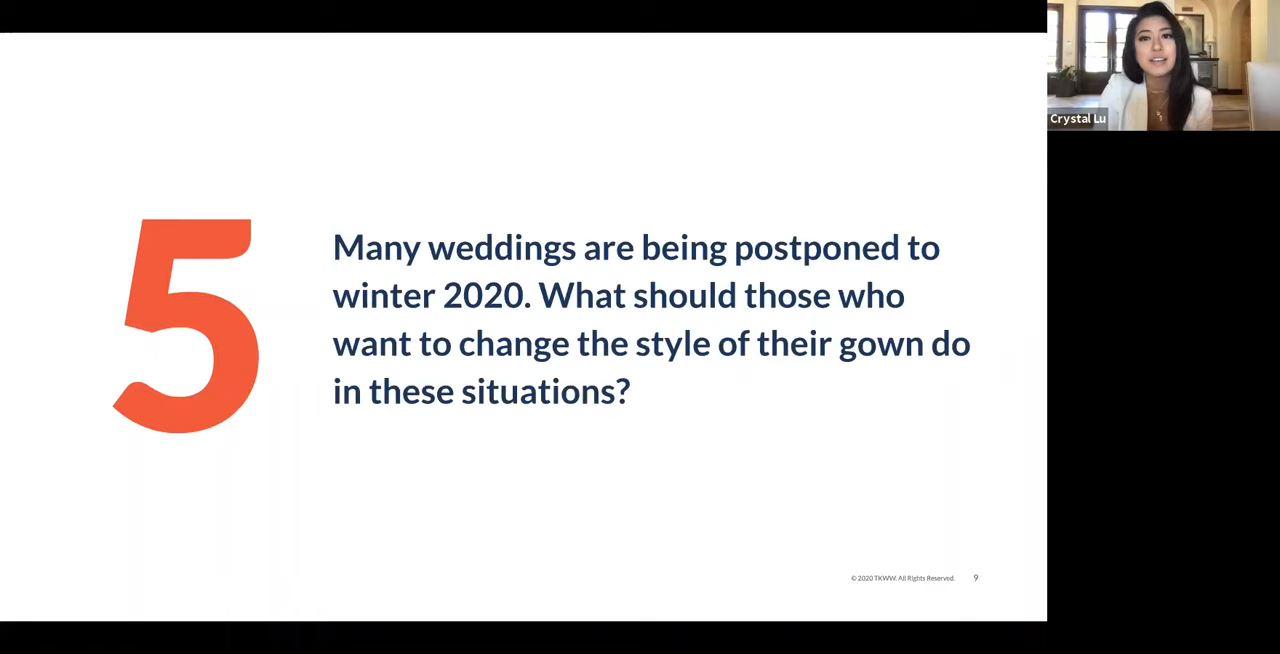 Crystal Lu
5
Many weddings are being postponed to
winter 2020. What should those who
want to change the style of their gown do
in these situations?
© 2020 TKWW. All Rights Reserved.
9